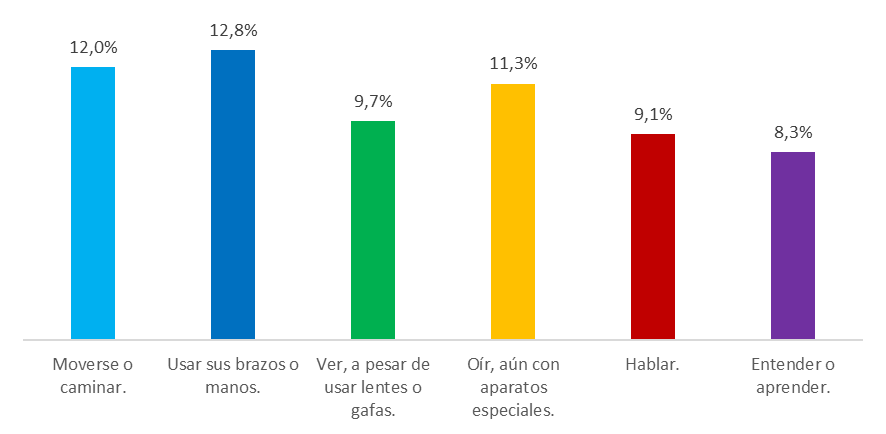 12,0%
12,8%
9,7%
11,3%
9,1%
8,3%
Moverse o
caminar.
Usar sus brazos o
manos.
Ver, a pesar de
usar lentes o
gafas.
Oír, aún con
aparatos
especiales.
Hablar.
Entender o
aprender.